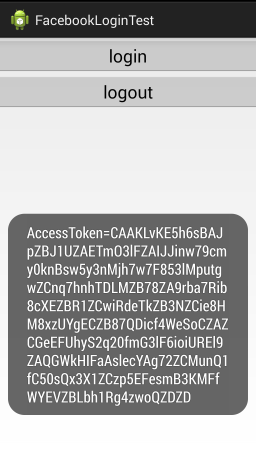 FacebookLoginTest
login
logout
AccessToken=CAAKLvKE5h6sBAJ
pZBJ1UZAETmO3lFZAIJJinw79cm
y0knBsw5y3nMjh7w7F853lMputg
wZCnq7hnhTDLMZB78ZA9rba7Rib
8cXEZBR1ZCwiRdeTkZB3NZCie8H
M8xzUYgECZB87QDicf4WeSoCZAZ
CGeEFUhyS2q20fmG3lF6ioiUREl9
ZAQGWkHIFaAslecYAg72ZCMunQ1
fC50sQx3X1ZCzp5EFesmB3KMFf
WYEVZBLbh1Rg4zwoQZDZD